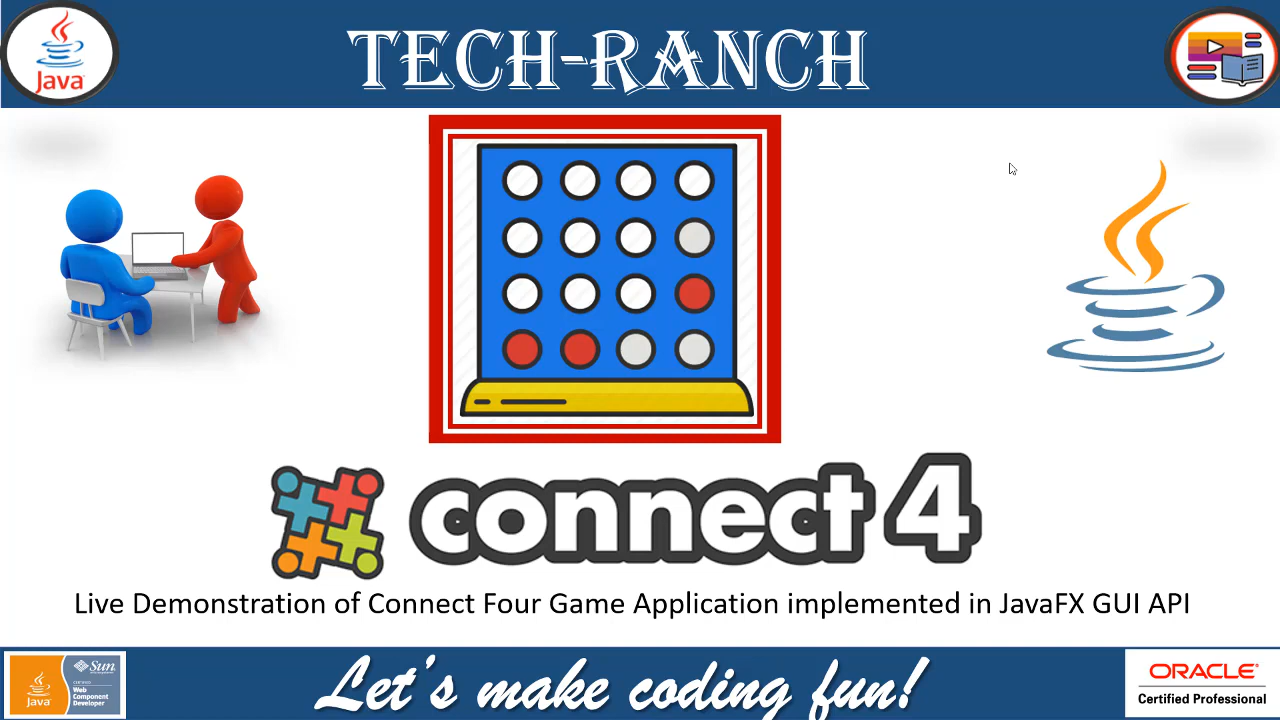 TECH-RANCH
Java
connect 4
Live Demonstration of Connect Four Game Application implemented in JavaFX GUI API
Let's make coding fun!
Java
Sun
CERTIFIED
Web
Component
Developer
ORACLE
Certified Professional